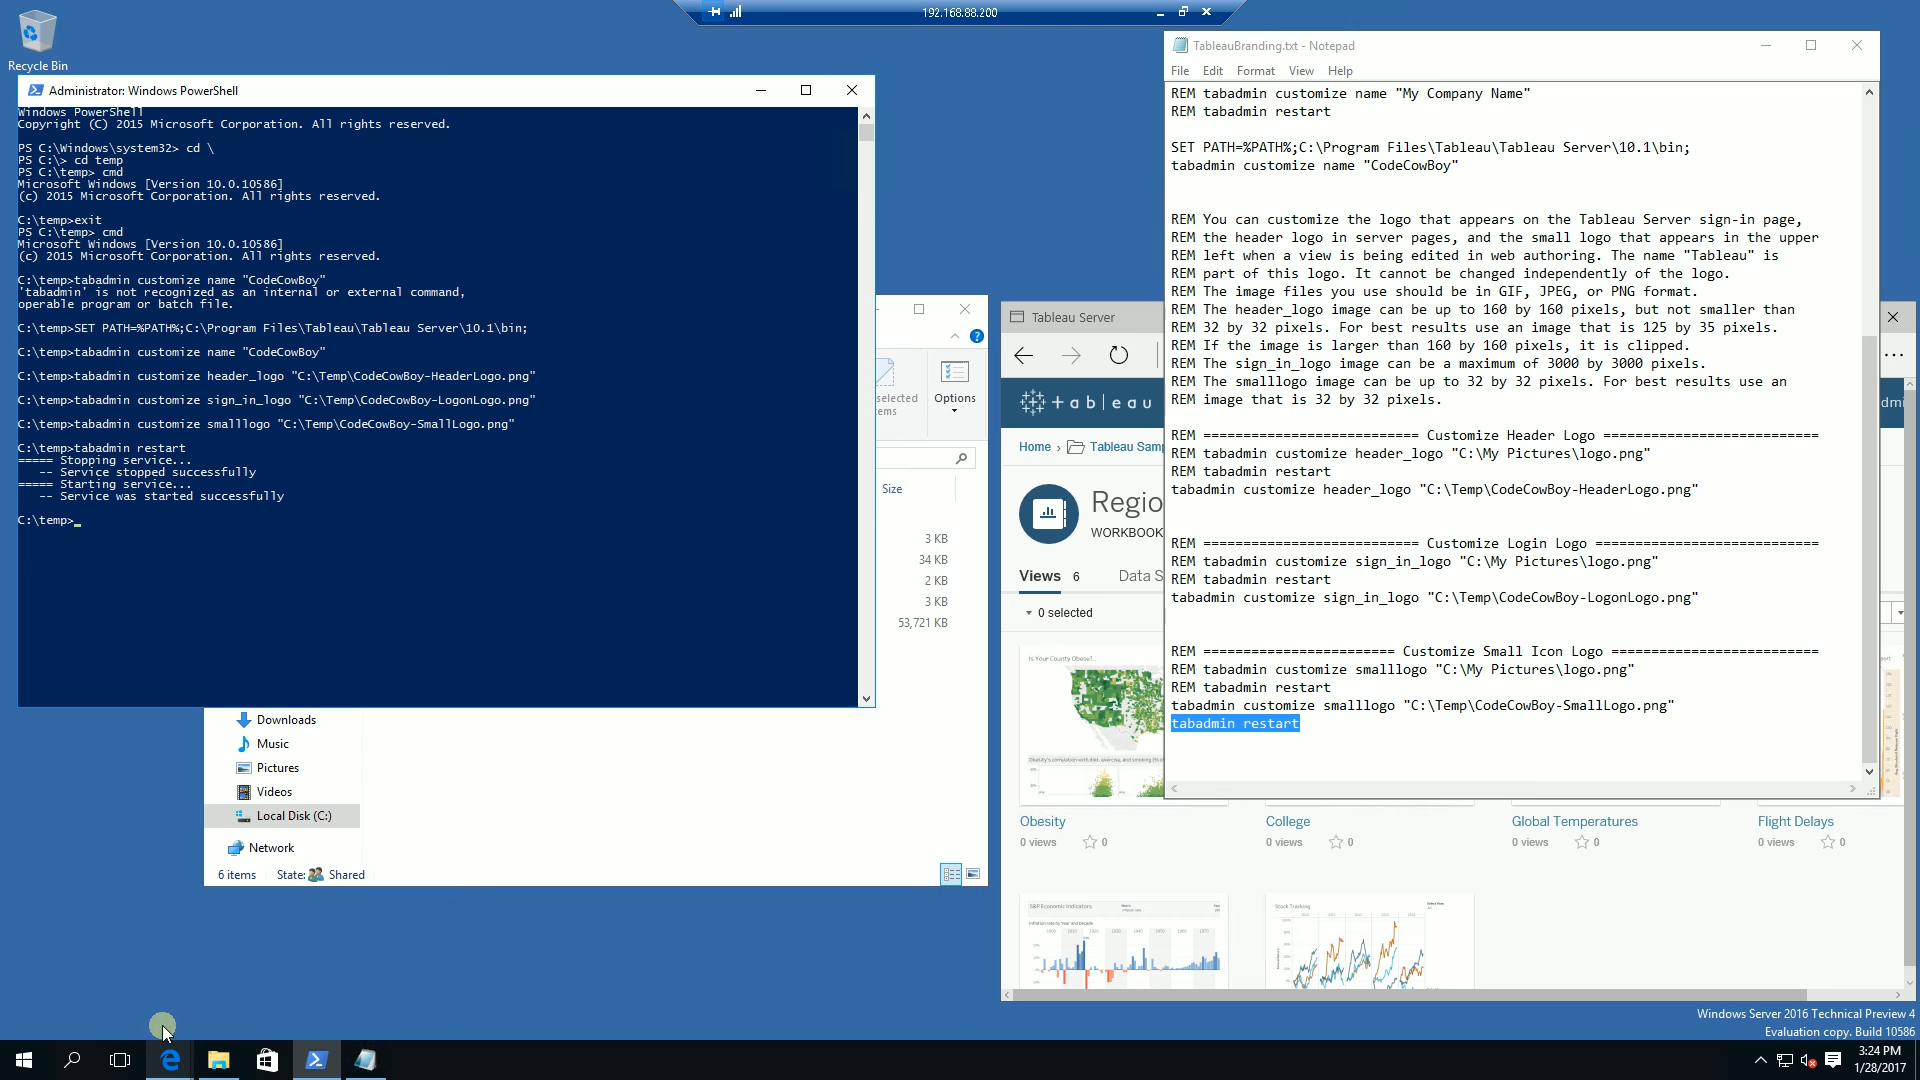 192.168.88.200
Recycle Bin
Administrator: Windows PowerShell
Windows PowerShell
Copyright (C) 2015 Microsoft Corporation. All rights reserved.
PS C:\Windows\system32> cd \
PS C:\> cd temp
PS C:\temp> cmd
Microsoft Windows [Version 10.0.10586]
(c) 2015 Microsoft Corporation. All rights reserved.
C:\temp>exit
PS C:\temp> cmd
Microsoft Windows [Version 10.0.10586]
(c) 2015 Microsoft Corporation. All rights reserved.
C:\temp>tabadmin customize name "CodeCowBoy"
'tabadmin' is not recognized as an internal or external command,
operable program or batch file.
C:\temp>SET PATH=%PATH%;C:\Program Files\Tableau\Tableau Server\10.1\bin;
C:\temp>tabadmin customize name "CodeCowBoy"
C:\temp>tabadmin customize header_logo "C:\Temp\CodeCowBoy-HeaderLogo.png"
C:\temp>tabadmin customize sign_in_logo "C:\Temp\CodeCowBoy-LogonLogo.png"
C:\temp>tabadmin customize smalllogo "C:\Temp\CodeCowBoy-SmallLogo.png"
C:\temp>tabadmin restart
===== Stopping service...
-- Service stopped successfully
===== Starting service...
-- Service was started successfully
C:\temp>_
selected
Options
Size
3 KB
34 KB
2 KB
3 KB
53,721 KB
Downloads
Music
Pictures
Videos
Local Disk (C:)
Network
6 items State: Shared
TableauBranding.txt - Notepad
File Edit Format View Help
REM tabadmin customize name "My Company Name"
REM tabadmin restart
SET PATH=%PATH%;C:\Program Files\Tableau\Tableau Server\10.1\bin;
tabadmin customize name "CodeCowBoy"
REM You can customize the logo that appears on the Tableau Server sign-in page,
REM the header logo in server pages, and the small logo that appears in the upper
REM left when a view is being edited in web authoring. The name "Tableau" is
REM part of this logo. It cannot be changed independently of the logo.
REM The image files you use should be in GIF, JPEG, or PNG format.
REM The header_logo image can be up to 160 by 160 pixels, but not smaller than
REM 32 by 32 pixels. For best results use an image that is 125 by 35 pixels.
REM If the image is larger than 160 by 160 pixels, it is clipped.
REM The sign_in_logo image can be a maximum of 3000 by 3000 pixels.
REM The smalllogo image can be up to 32 by 32 pixels. For best results use an
REM image that is 32 by 32 pixels.
REM =========================== Customize Header Logo ===========================
REM tabadmin customize header_logo "C:\My Pictures\logo.png"
REM tabadmin restart
tabadmin customize header_logo "C:\Temp\CodeCowBoy-HeaderLogo.png"
REM =========================== Customize Login Logo ============================
REM tabadmin customize sign_in_logo "C:\My Pictures\logo.png"
REM tabadmin restart
tabadmin customize sign_in_logo "C:\Temp\CodeCowBoy-LogonLogo.png"
REM ======================== Customize Small Icon Logo ==========================
REM tabadmin customize smalllogo "C:\My Pictures\logo.png"
REM tabadmin restart
tabadmin customize smalllogo "C:\Temp\CodeCowBoy-SmallLogo.png"
tabadmin restart
Tableau Server
tableau
Home › Tableau Sam
Regio
WORKBOOK
Views 6 Data S
0 selected
Is Your County Obese?..
Obesity
0 views 0
College
0 views 0
Global Temperatures
0 views 0
Flight Delays
0 views 0
S&P Economic Indicators
Inflation rate by Year and Decade
Stock Tracking
Windows Server 2016 Technical Preview 4
Evaluation copy. Build 10586
3:24 PM
1/28/2017